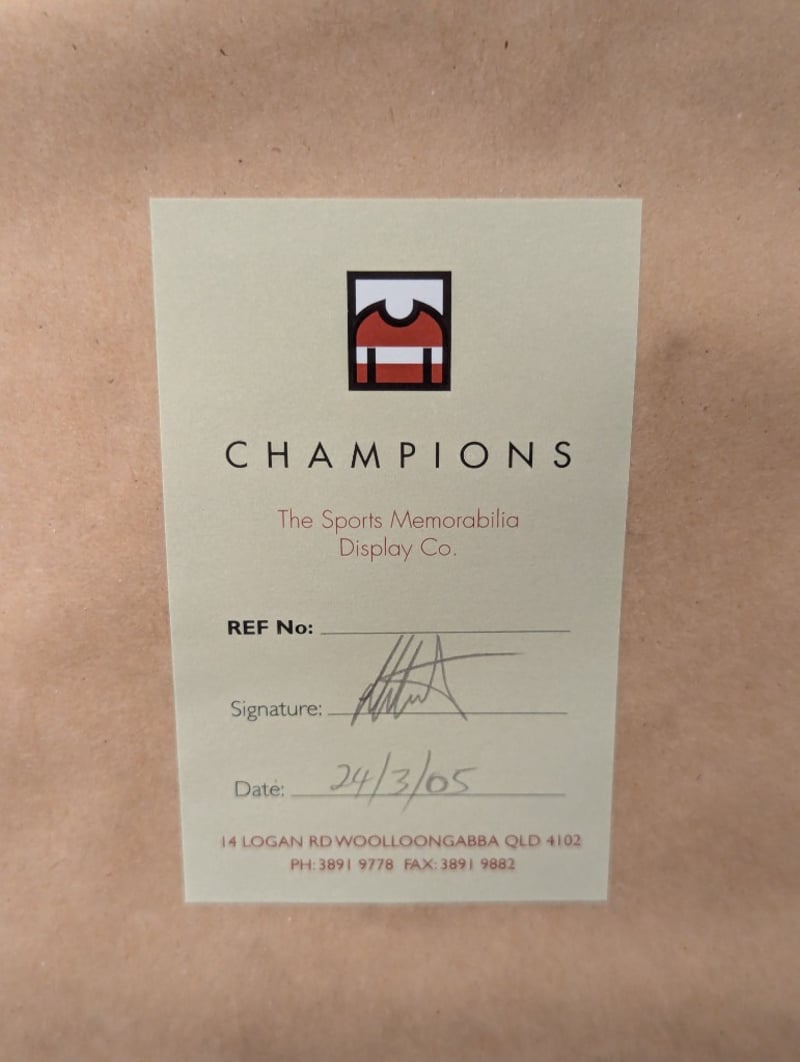 CHAMPIONS
The Sports Memorabilia
Display Co.
REF No:
Signature:
Date: 24/3/05
14 LOGAN RD WOOLLOONGABBA QLD 4102
PH: 3891 9778 FAX: 3891 9882